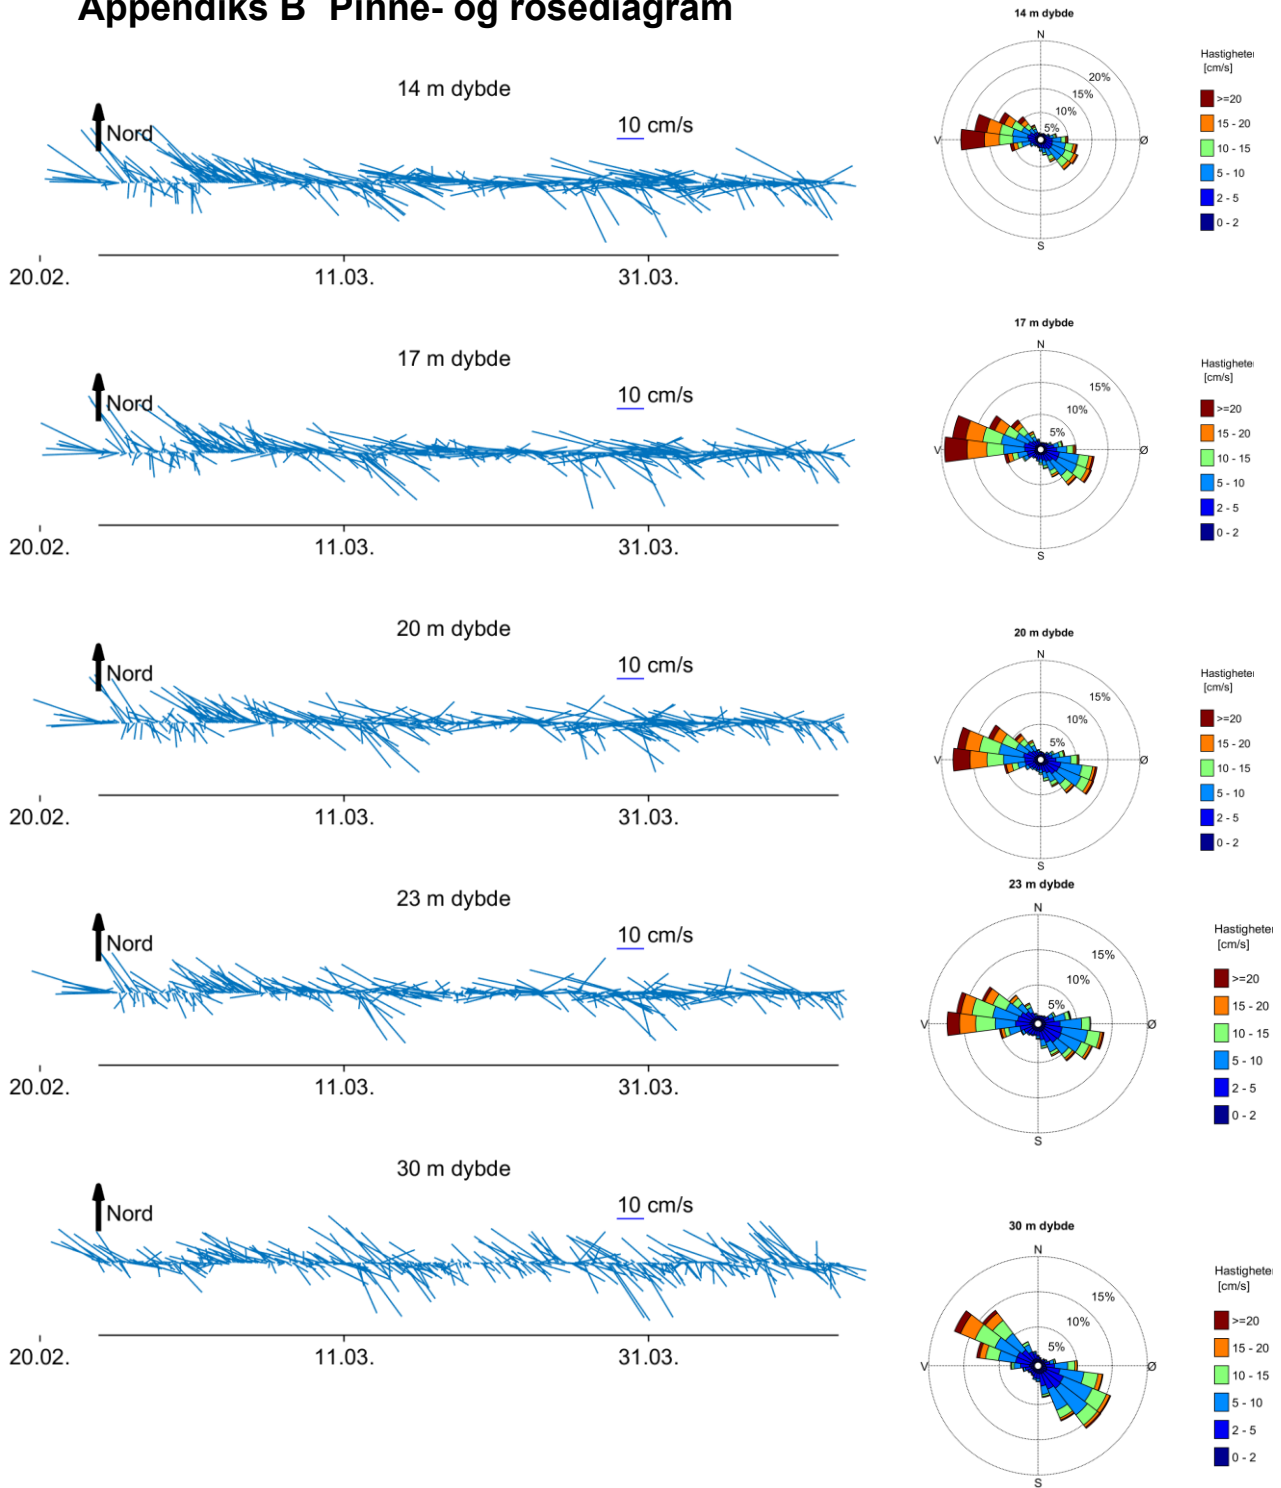 Appendiks B Pinne- og rosediagram
14 m dybde
Nord
10 cm/s
20.02.
11.03.
31.03.
14 m dybde
N
20%
15%
10%
5%
V
Ø
S
Hastigheter
[cm/s]
>=20
15 - 20
10 - 15
5 - 10
2 - 5
0 - 2
17 m dybde
Nord
10 cm/s
20.02.
11.03.
31.03.
17 m dybde
N
15%
10%
5%
V
Ø
S
Hastigheter
[cm/s]
>=20
15 - 20
10 - 15
5 - 10
2 - 5
0 - 2
20 m dybde
Nord
10 cm/s
20.02.
11.03.
31.03.
20 m dybde
N
15%
10%
5%
V
Ø
S
Hastigheter
[cm/s]
>=20
15 - 20
10 - 15
5 - 10
2 - 5
0 - 2
23 m dybde
Nord
10 cm/s
20.02.
11.03.
31.03.
23 m dybde
N
15%
10%
5%
V
Ø
S
Hastigheter
[cm/s]
>=20
15 - 20
10 - 15
5 - 10
2 - 5
0 - 2
30 m dybde
Nord
10 cm/s
20.02.
11.03.
31.03.
30 m dybde
N
15%
10%
5%
V
Ø
S
Hastigheter
[cm/s]
>=20
15 - 20
10 - 15
5 - 10
2 - 5
0 - 2